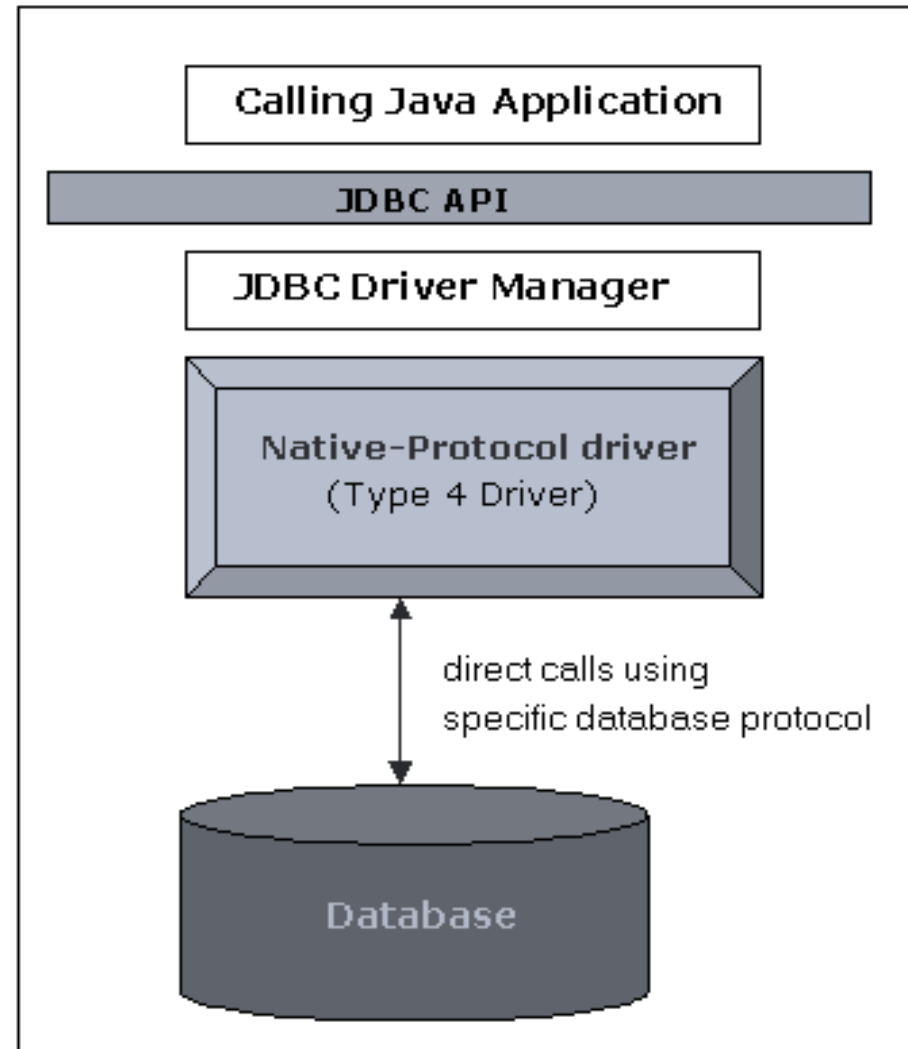 Calling Java Application
JDBC API
JDBC Driver Manager
Native-Protocol driver
(Type 4 Driver)
direct calls using
specific database protocol
Database